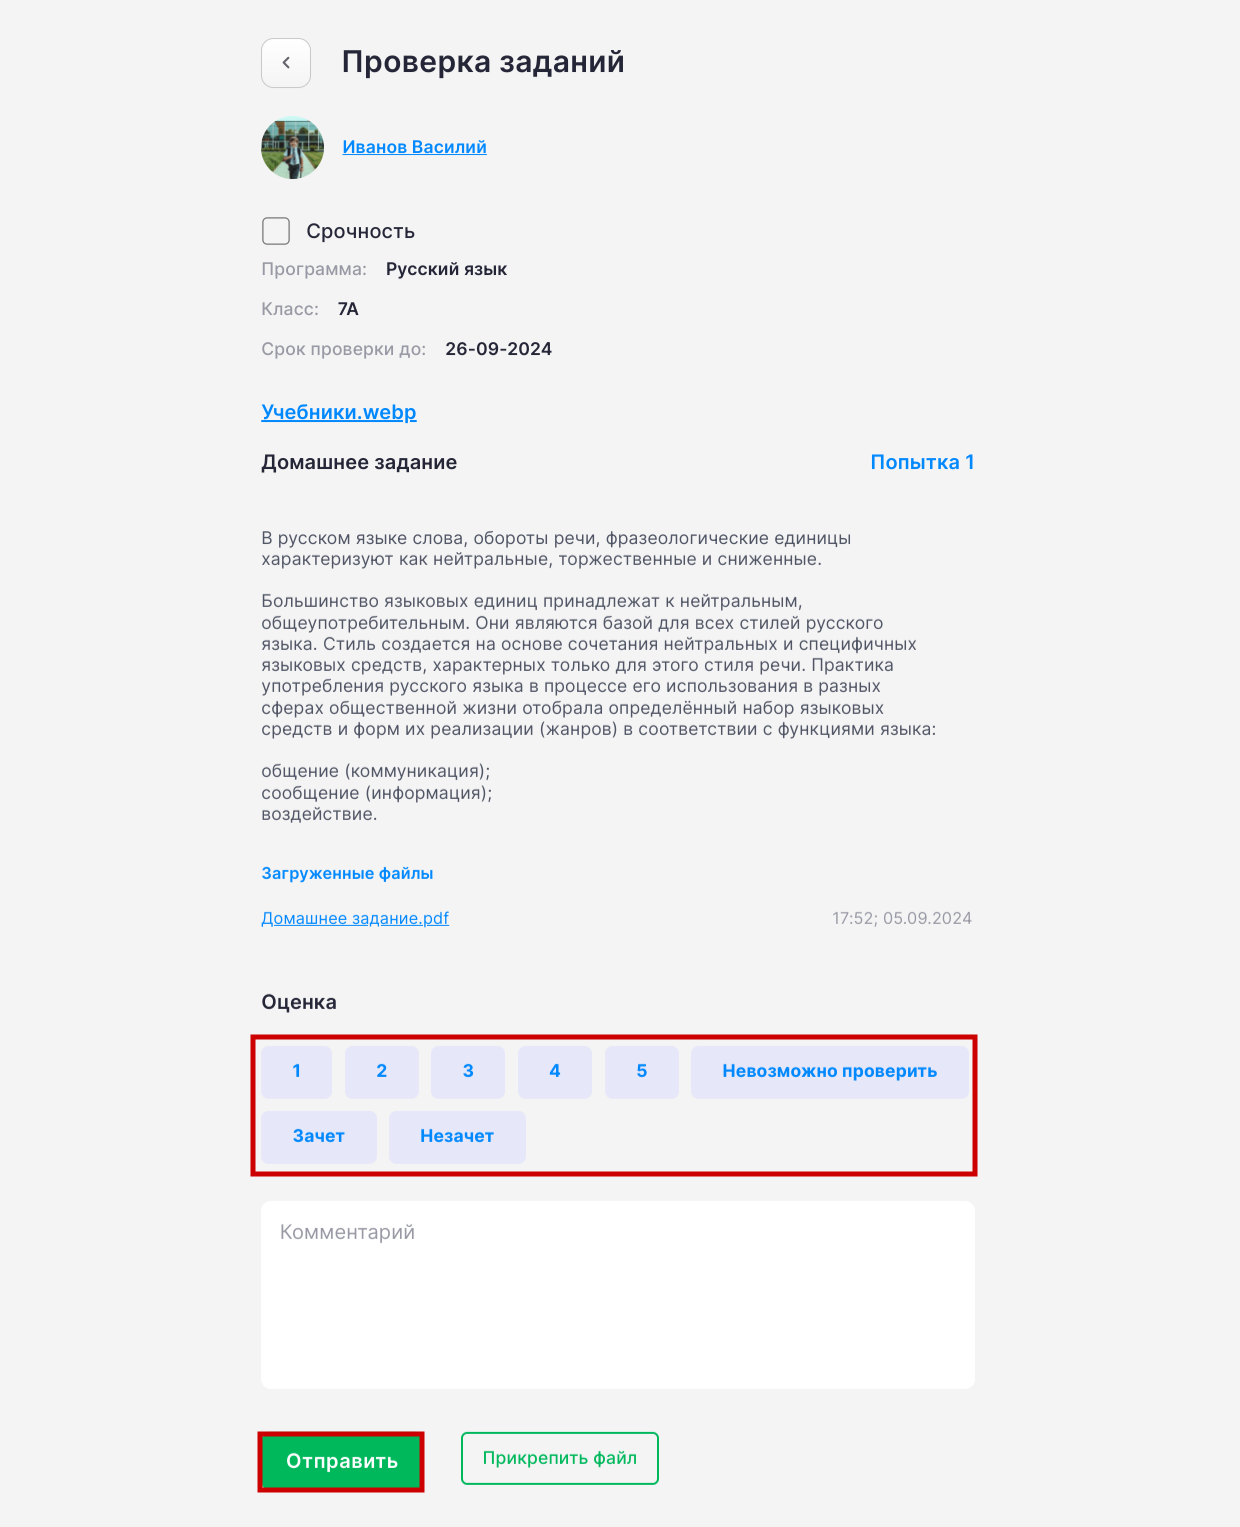 Проверка заданий
Иванов Василий
Срочность
Программа: Русский язык
Класс: 7А
Срок проверки до: 26-09-2024
Учебники.webp
Домашнее задание Попытка 1
В русском языке слова, обороты речи, фразеологические единицы
характеризуют как нейтральные, торжественные и сниженные.
Большинство языковых единиц принадлежат к нейтральным,
общеупотребительным. Они являются базой для всех стилей русского
языка. Стиль создается на основе сочетания нейтральных и специфичных
языковых средств, характерных только для этого стиля речи. Практика
употребления русского языка в процессе его использования в разных
сферах общественной жизни отобрала определённый набор языковых
средств и форм их реализации (жанров) в соответствии с функциями языка:
общение (коммуникация);
сообщение (информация);
воздействие.
Загруженные файлы
Домашнее задание.pdf 17:52; 05.09.2024
Оценка
1 2 3 4 5 Невозможно проверить
Зачет Незачет
Комментарий
Отправить Прикрепить файл